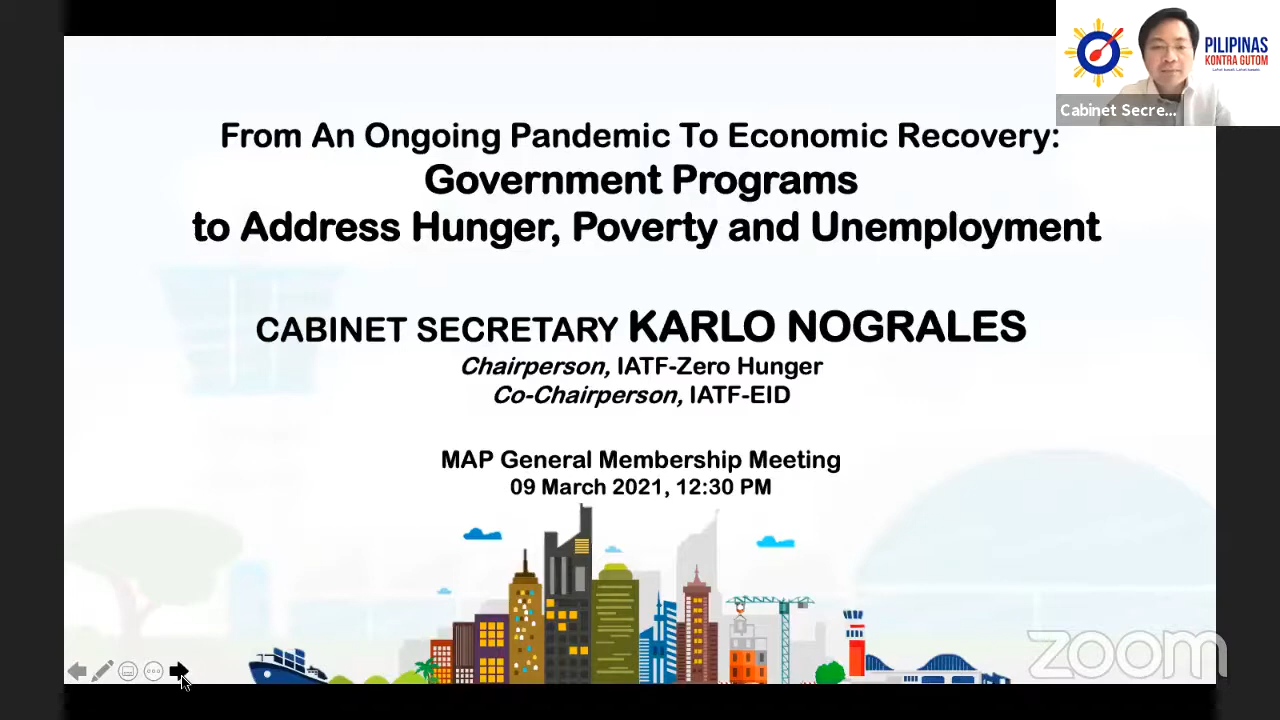 PILIPINAS
KONTRA GUTOM
Cabinet Secre...
From An Ongoing Pandemic To Economic Recovery:
Government Programs
to Address Hunger, Poverty and Unemployment
CABINET SECRETARY KARLO NOGRALES
Chairperson, IATF-Zero Hunger
Co-Chairperson, IATF-EID
MAP General Membership Meeting
09 March 2021, 12:30 PM
zoom